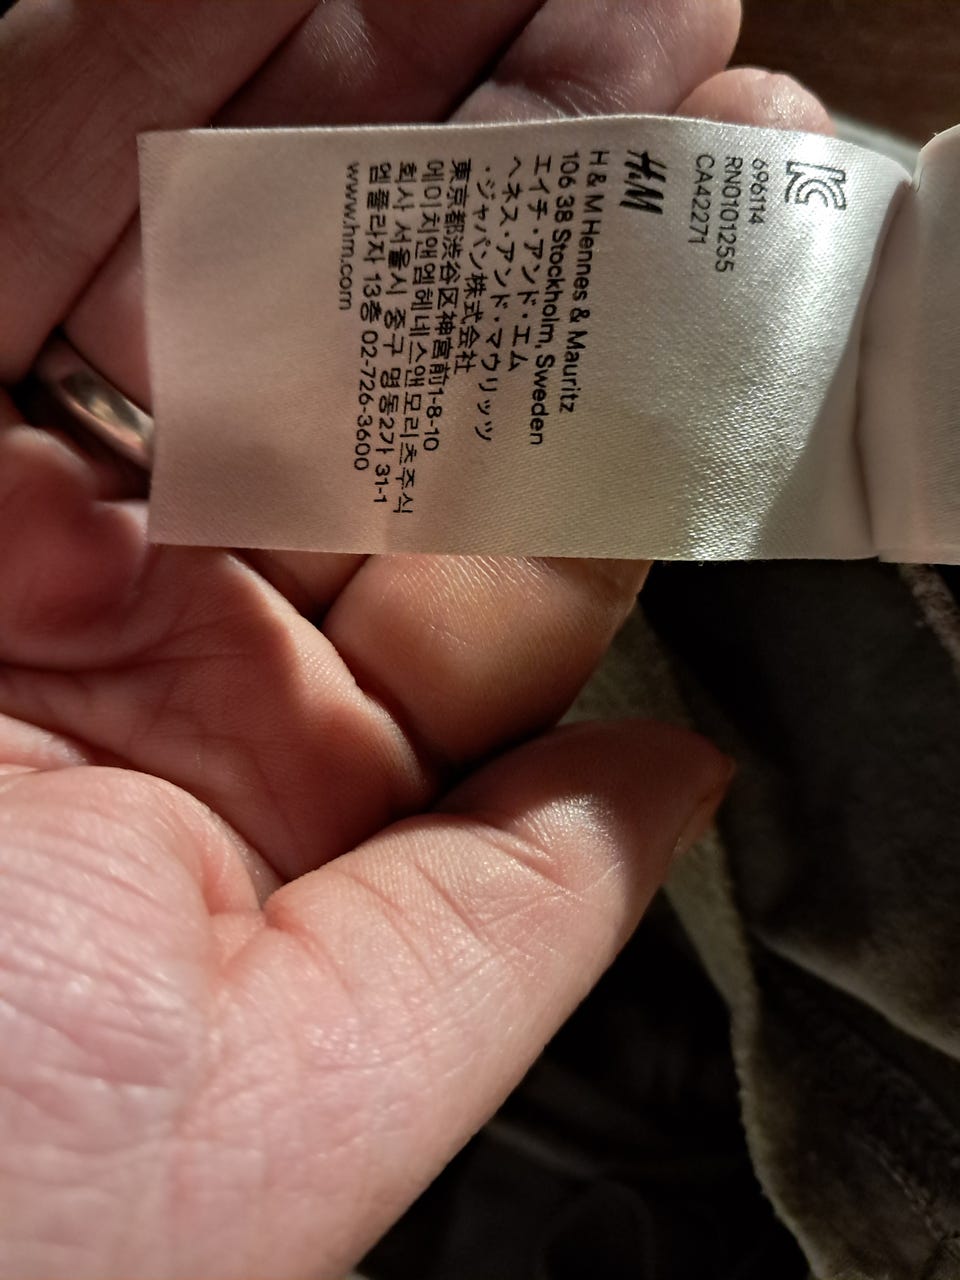 KC
696114
RN0101255
CA42271
H&M
H & M Hennes & Mauritz
106 38 Stockholm, Sweden
エイチ・アンド・エム
ヘネス・アンド・マウリッツ
・ジャパン株式会社
東京都渋谷区神宮前1-8-10
에이치앤엠헤네스앤모리츠주식
회사 서울시 중구 명동2가 31-1
엠플라자 13층 02-726-3600
www.hm.com